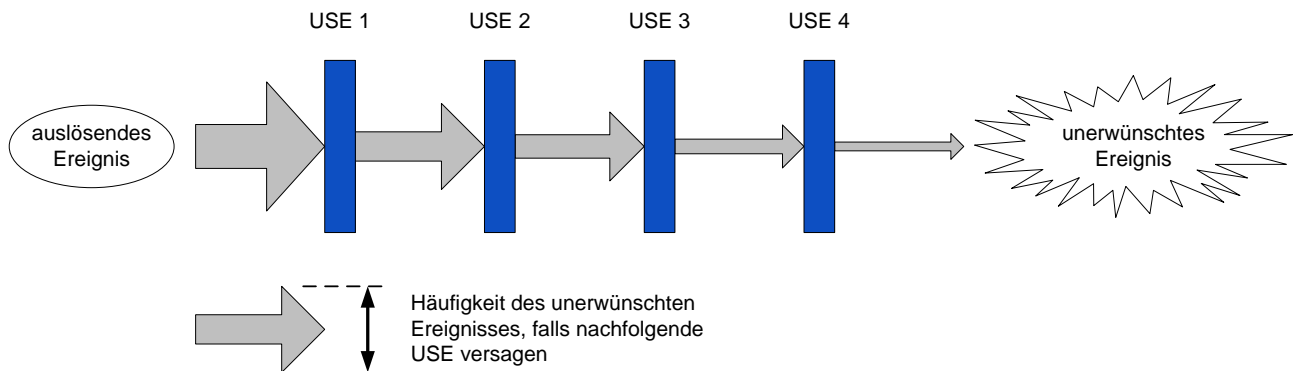 USE 1
USE 2
USE 3
USE 4
auslösendes
Ereignis
unerwünschtes
Ereignis
Häufigkeit des unerwünschten
Ereignisses, falls nachfolgende
USE versagen